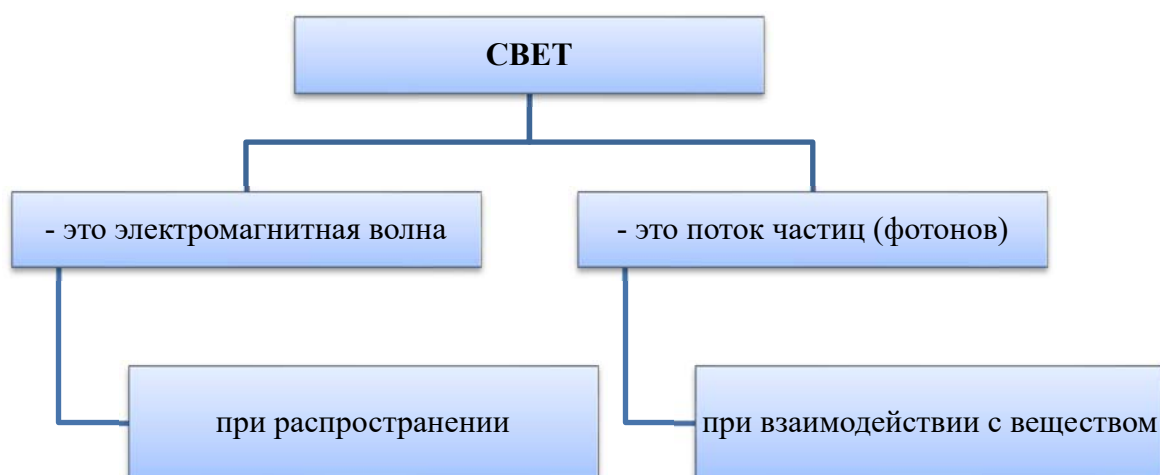 СВЕТ
- это электромагнитная волна
- это поток частиц (фотонов)
при распространении
при взаимодействии с веществом